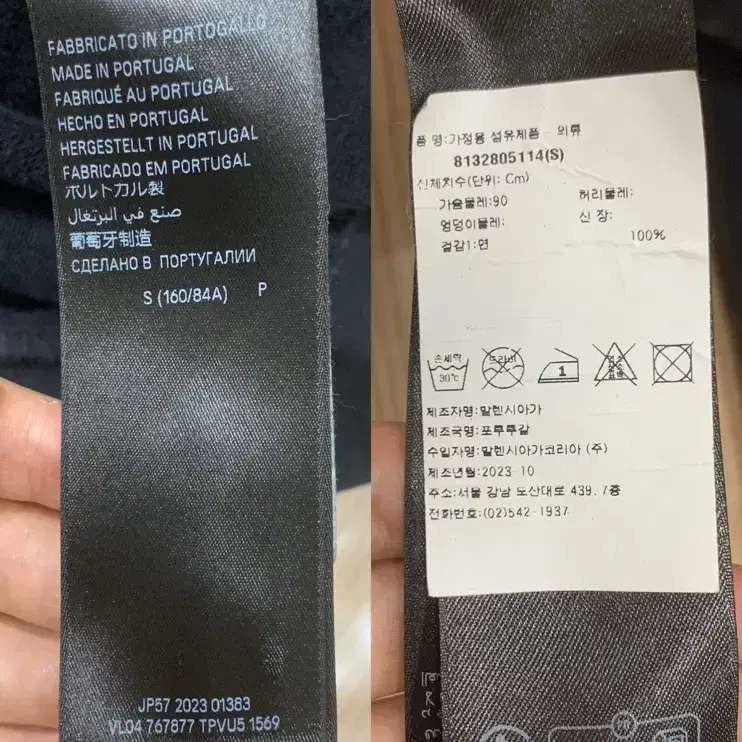 FABBRICATO IN PORTOGALLO
MADE IN PORTUGAL
FABRIQUÉ AU PORTUGAL
HECHO EN PORTUGAL
HERGESTELLT IN PORTUGAL
FABRICADO EM PORTUGAL
ポルトガル製
صنع في البرتغال
葡萄牙制造
СДЕЛАНО В ПОРТУГАЛИИ
S (160/84A) P
JP57 2023 01383
VL04 767877 TPVU5 1569
품 명:가정용 섬유제품 - 의류
8132805114(S)
신체치수(단위: Cm)
가슴물레:90 허리물레:
엉덩이물레: 신 장:
겉감1:면 100%
손세탁
30℃
드라이
1
제조자명:발렌시아가
제조국명:포루투갈
수입자명:발렌시아가코리아 (주)
제조년월:2023-10
주소:서울 강남 도산대로 439.7층
전화번호:(02)542-1937